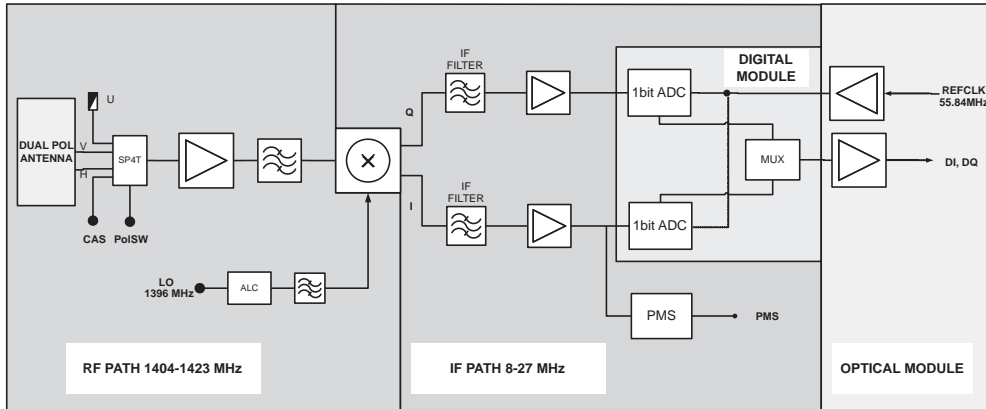 IF
FILTER
DIGITAL
MODULE
U
Q
1bit ADC
REFCLK
55.84MHz
DUAL POL
ANTENNA
V
SP4T
H
MUX
DI, DQ
IF
FILTER
I
1bit ADC
CAS
PolSW
LO
1396 MHz
ALC
PMS
PMS
RF PATH 1404-1423 MHz
IF PATH 8-27 MHz
OPTICAL MODULE